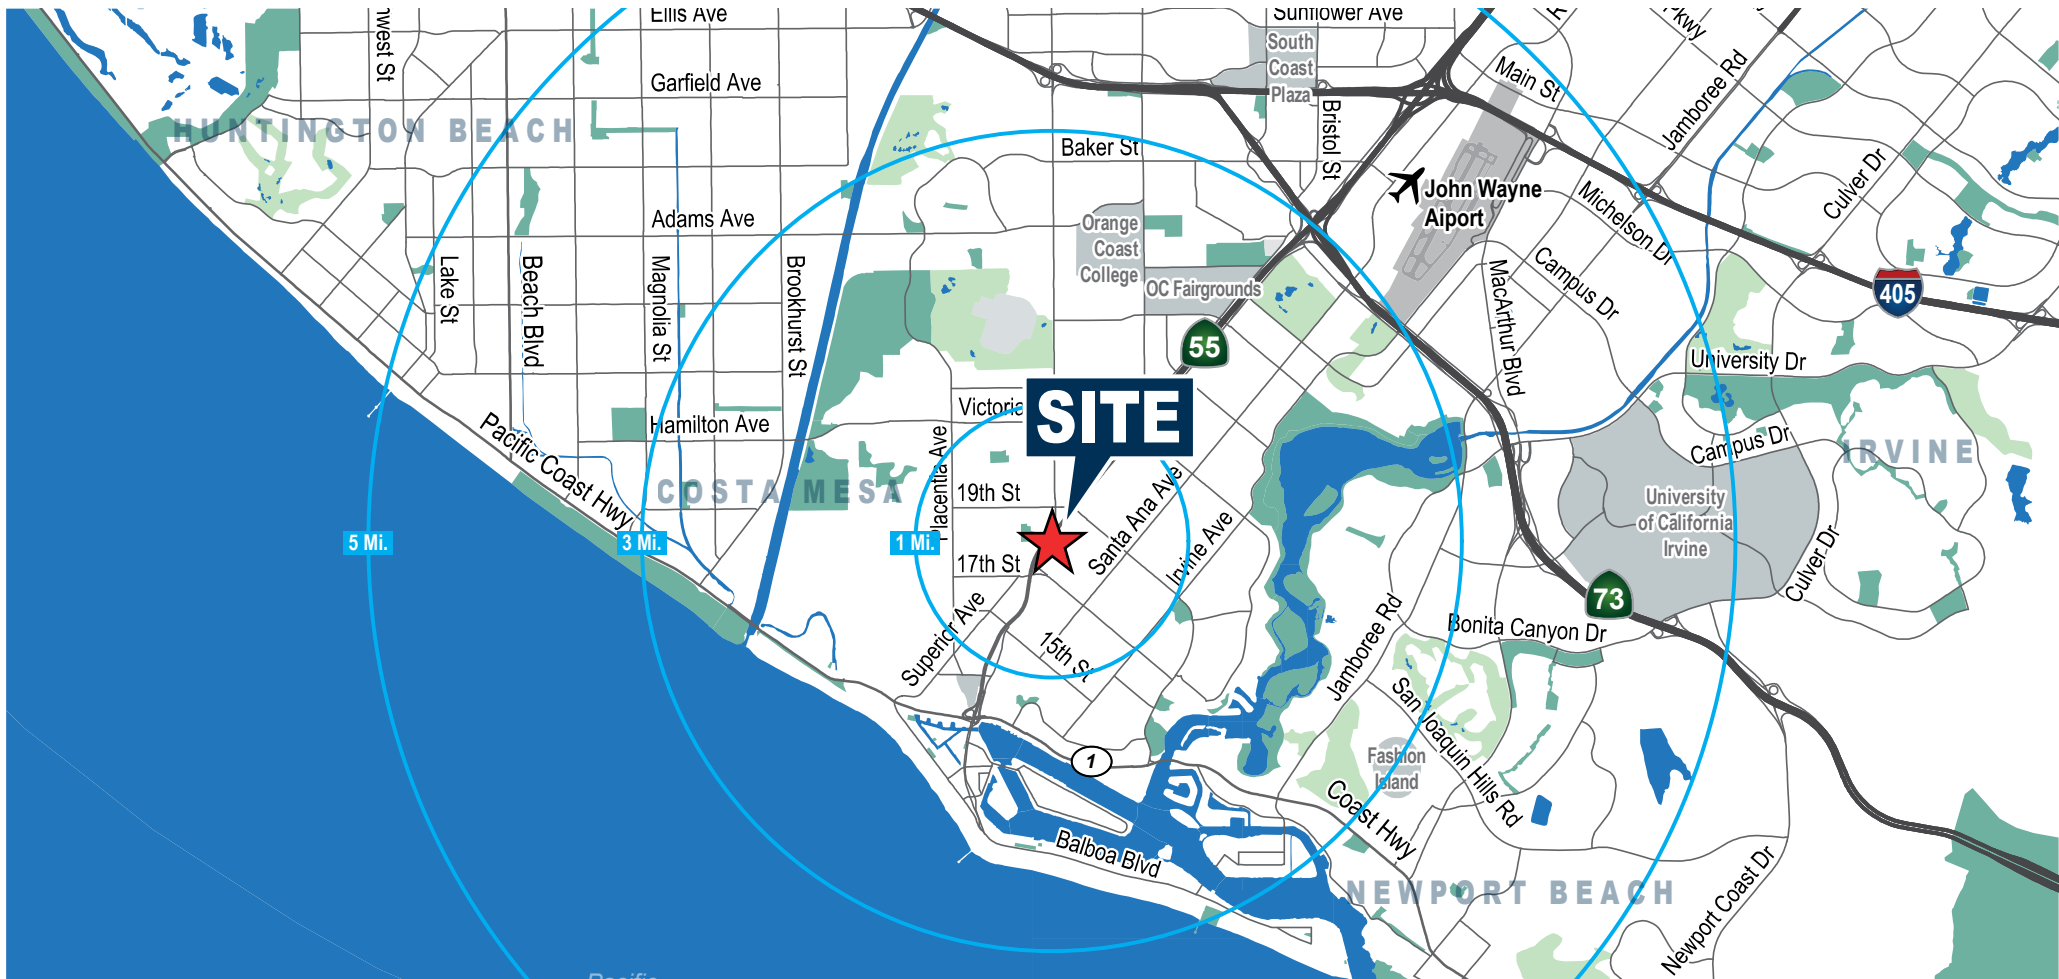 Ellis Ave
Sunflower Ave
Pkwy
South
Coast
Plaza
Main St
Garfield Ave
Jamboree Rd
HUNTINGTON BEACH
Bristol St
Baker St
Culver Dr
John Wayne
Aiport
Michelson Dr
Adams Ave
Orange
Coast
College
OC Fairgrounds
Campus Dr
MacArthur Blvd
405
Lake St
Beach Blvd
Magnolia St
Brookhurst St
55
University Dr
Victoria
SITE
Hamilton Ave
Pacific Coast Hwy
Placentia Ave
Campus Dr
IRVINE
COSTA MESA
19th St
Santa Ana Ave
Irvine Ave
University
of California
Irvine
5 Mi.
3 Mi.
1 Mi.
17th St
Culver Dr
73
Superior Ave
15th St
Jamboree Rd
Bonita Canyon Dr
San Joaquin Hills Rd
1
Fashion
Island
Coast Hwy
Balboa Blvd
NEWPORT BEACH
Newport Coast Dr
Pacific